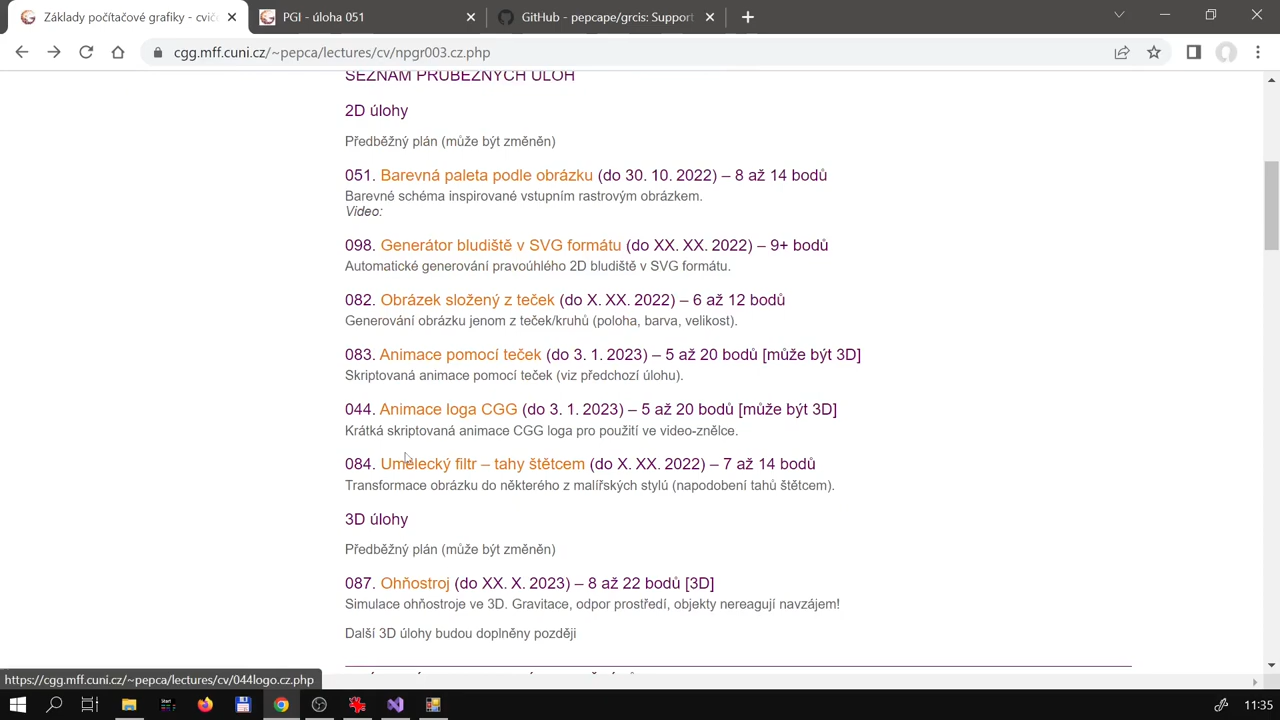 Základy počítačové grafiky - cvič
PGI - úloha 051
GitHub - pepcape/grcis: Support
cgg.mff.cuni.cz/~pepca/lectures/cv/npgr003.cz.php
SEZNAM PRŮBĚŽNÝCH ÚLOH
2D úlohy
Předběžný plán (může být změněn)
051. Barevná paleta podle obrázku (do 30. 10. 2022) – 8 až 14 bodů
Barevné schéma inspirované vstupním rastrovým obrázkem.
Video:
098. Generátor bludiště v SVG formátu (do XX. XX. 2022) – 9+ bodů
Automatické generování pravoúhlého 2D bludiště v SVG formátu.
082. Obrázek složený z teček (do X. XX. 2022) – 6 až 12 bodů
Generování obrázku jenom z teček/kruhů (poloha, barva, velikost).
083. Animace pomocí teček (do 3. 1. 2023) – 5 až 20 bodů [může být 3D]
Skriptovaná animace pomocí teček (viz předchozí úlohu).
044. Animace loga CGG (do 3. 1. 2023) – 5 až 20 bodů [může být 3D]
Krátká skriptovaná animace CGG loga pro použití ve video-znělce.
084. Umělecký filtr – tahy štětcem (do X. XX. 2022) – 7 až 14 bodů
Transformace obrázku do některého z malířských stylů (napodobení tahů štětcem).
3D úlohy
Předběžný plán (může být změněn)
087. Ohňostroj (do XX. X. 2023) – 8 až 22 bodů [3D]
Simulace ohňostroje ve 3D. Gravitace, odpor prostředí, objekty nereagují navzájem!
Další 3D úlohy budou doplněny později
https://cgg.mff.cuni.cz/~pepca/lectures/cv/044logo.cz.php
11:35